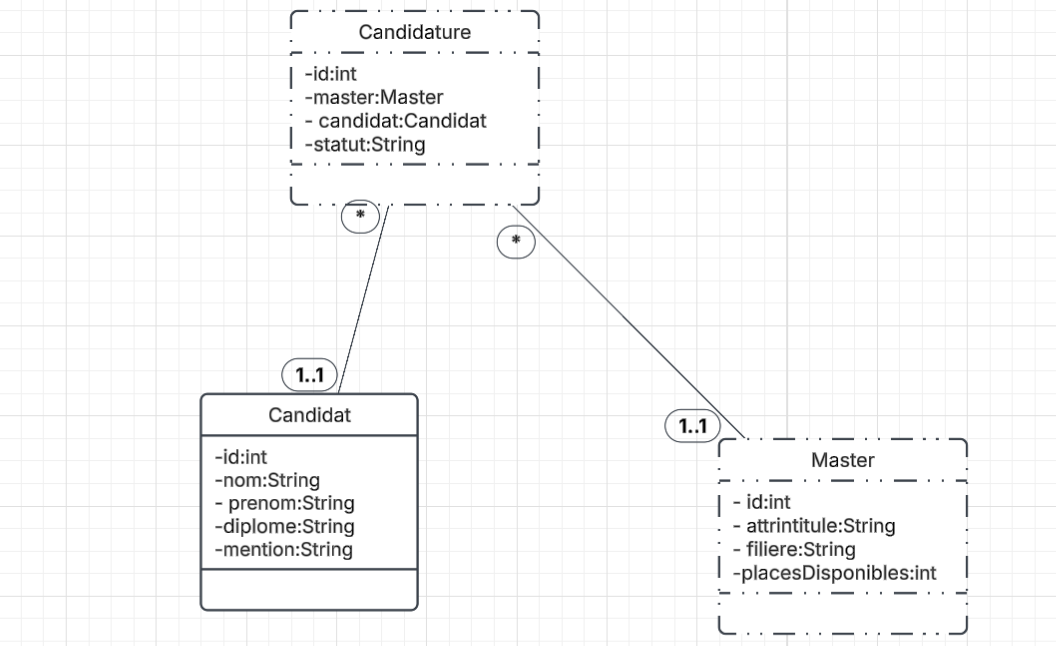 Candidature
-id:int
-master:Master
- candidat:Candidat
-statut:String
*
*
1..1
1..1
Candidat
-id:int
-nom:String
- prenom:String
-diplome:String
-mention:String
Master
- id:int
- attrintitule:String
- filiere:String
-placesDisponibles:int